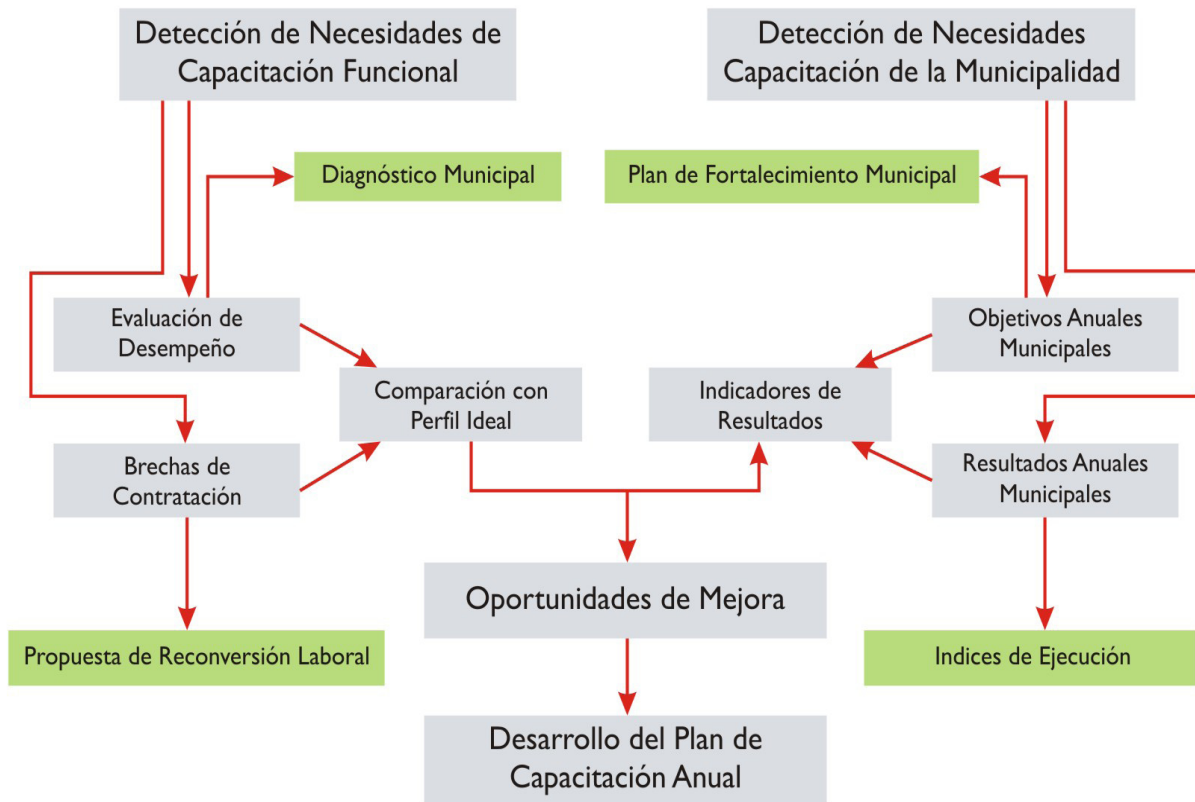 Detección de Necesidades de
Capacitación Funcional
Detección de Necesidades
Capacitación de la Municipalidad
Diagnóstico Municipal
Plan de Fortalecimiento Municipal
Evaluación de
Desempeño
Objetivos Anuales
Municipales
Comparación con
Perfil Ideal
Indicadores de
Resultados
Brechas de
Contratación
Resultados Anuales
Municipales
Oportunidades de Mejora
Propuesta de Reconversión Laboral
Indices de Ejecución
Desarrollo del Plan de
Capacitación Anual